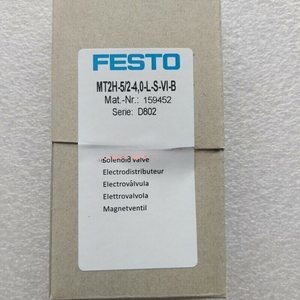 FESTO
MT2H-5/2-4,0-L-S-VI-B
Mat.-Nr.: 159452
Serie: D802
Solenoid valve
Electrodistributeur
Electroválvula
Elettrovalvola
Magnetventil